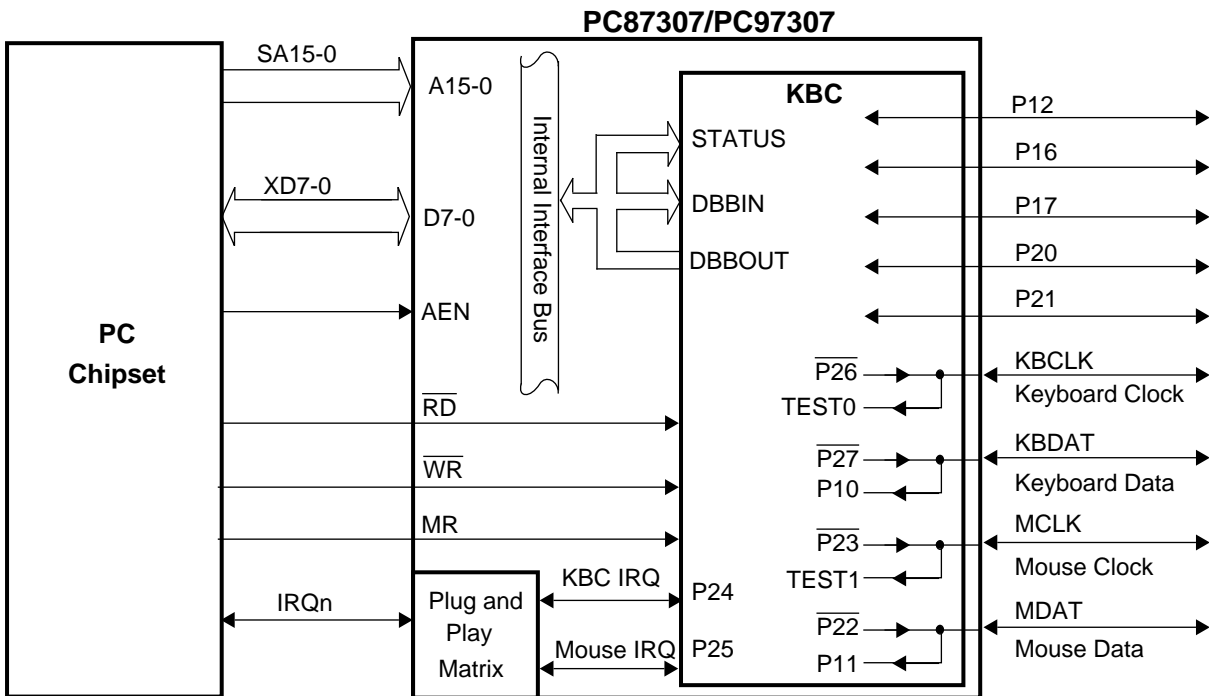 PC87307/PC97307
SA15-0
A15-0
XD7-0
D7-0
AEN
PC
Chipset
RD
WR
MR
IRQn
Plug and
Play
Matrix
KBC IRQ
Mouse IRQ
Internal Interface Bus
KBC
STATUS
DBBIN
DBBOUT
P24
P25
P12
P16
P17
P20
P21
P26
TEST0
KBCLK
Keyboard Clock
P27
P10
KBDAT
Keyboard Data
P23
TEST1
MCLK
Mouse Clock
P22
P11
MDAT
Mouse Data